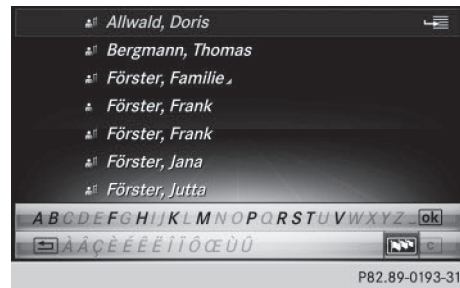 Allwald, Doris
Bergmann, Thomas
Förster, Familie
Förster, Frank
Förster, Frank
Förster, Jana
Förster, Jutta
ABCDEFGHIJKLMNOPQRSTUVWXYZ_ ok
ÀÂÇÈÉÊËÎÏÔŒÙÛ c
P82.89-0193-31